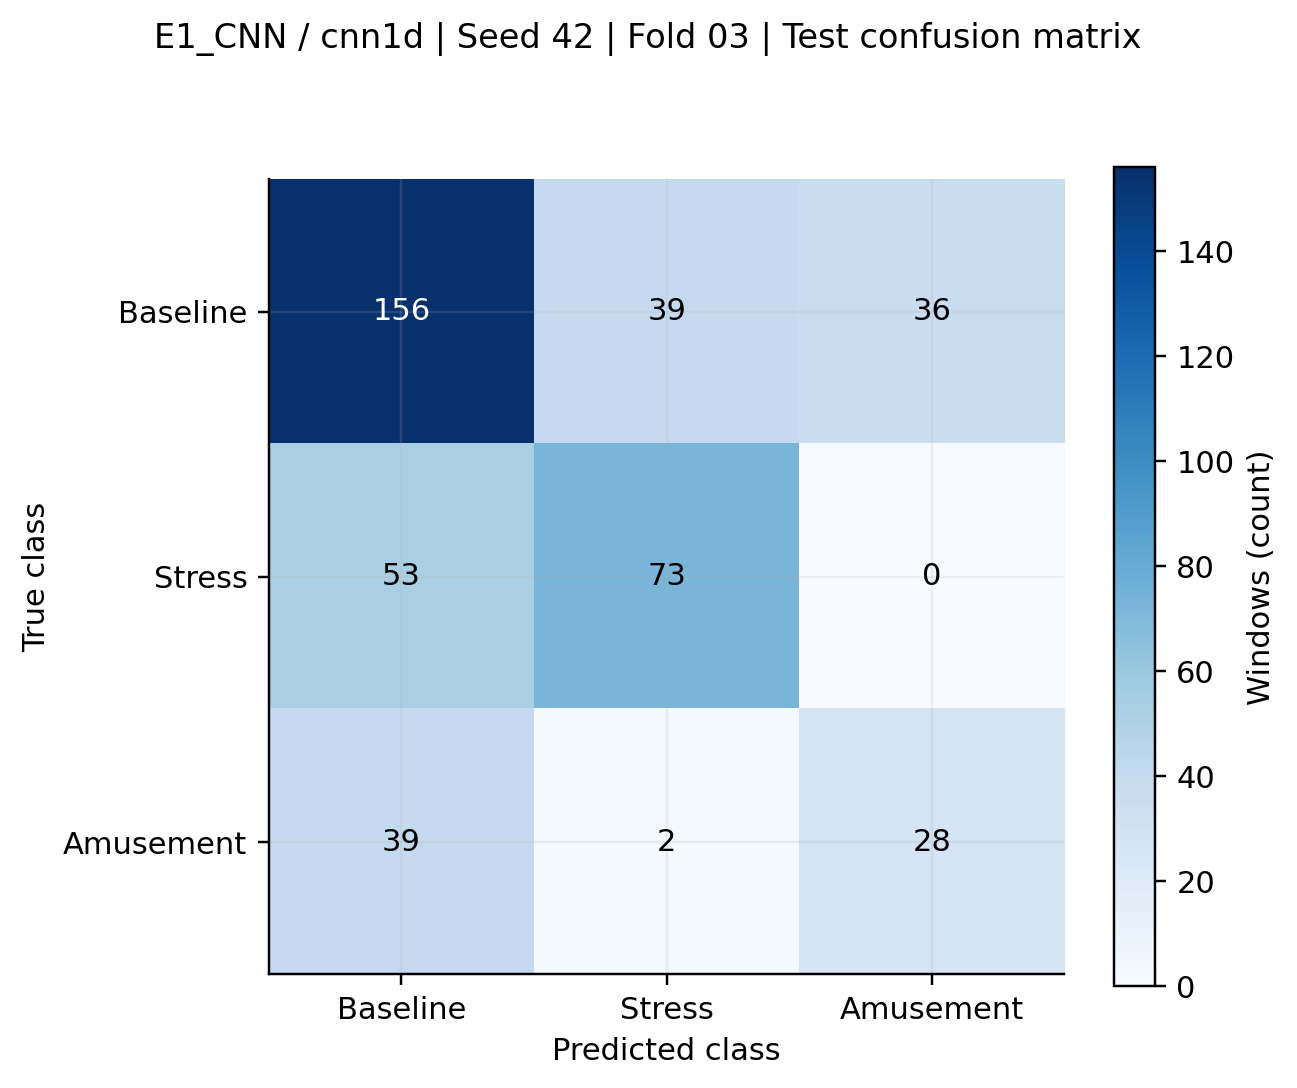 E1_CNN / cnn1d | Seed 42 | Fold 03 | Test confusion matrix
Baseline 156 39 36
Stress 53 73 0
Amusement 39 2 28
Baseline Stress Amusement
Predicted class
True class
140
120
100
80
60
40
20
0
Windows (count)